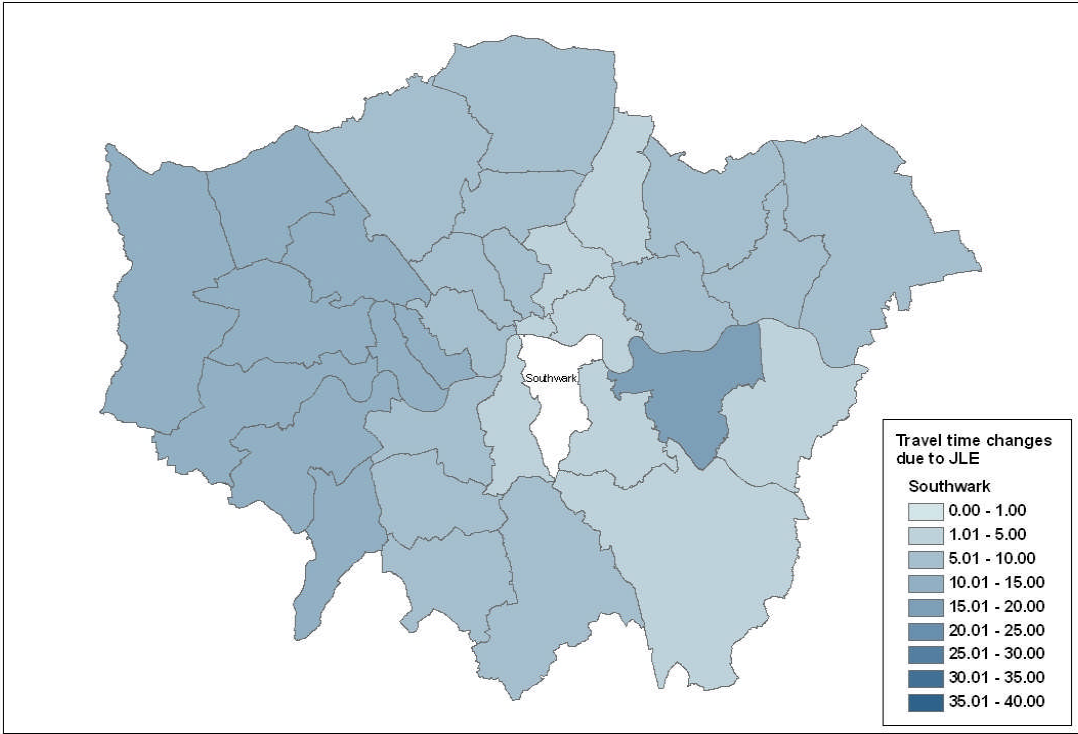 Southwark
Travel time changes
due to JLE
Southwark
0.00 - 1.00
1.01 - 5.00
5.01 - 10.00
10.01 - 15.00
15.01 - 20.00
20.01 - 25.00
25.01 - 30.00
30.01 - 35.00
35.01 - 40.00